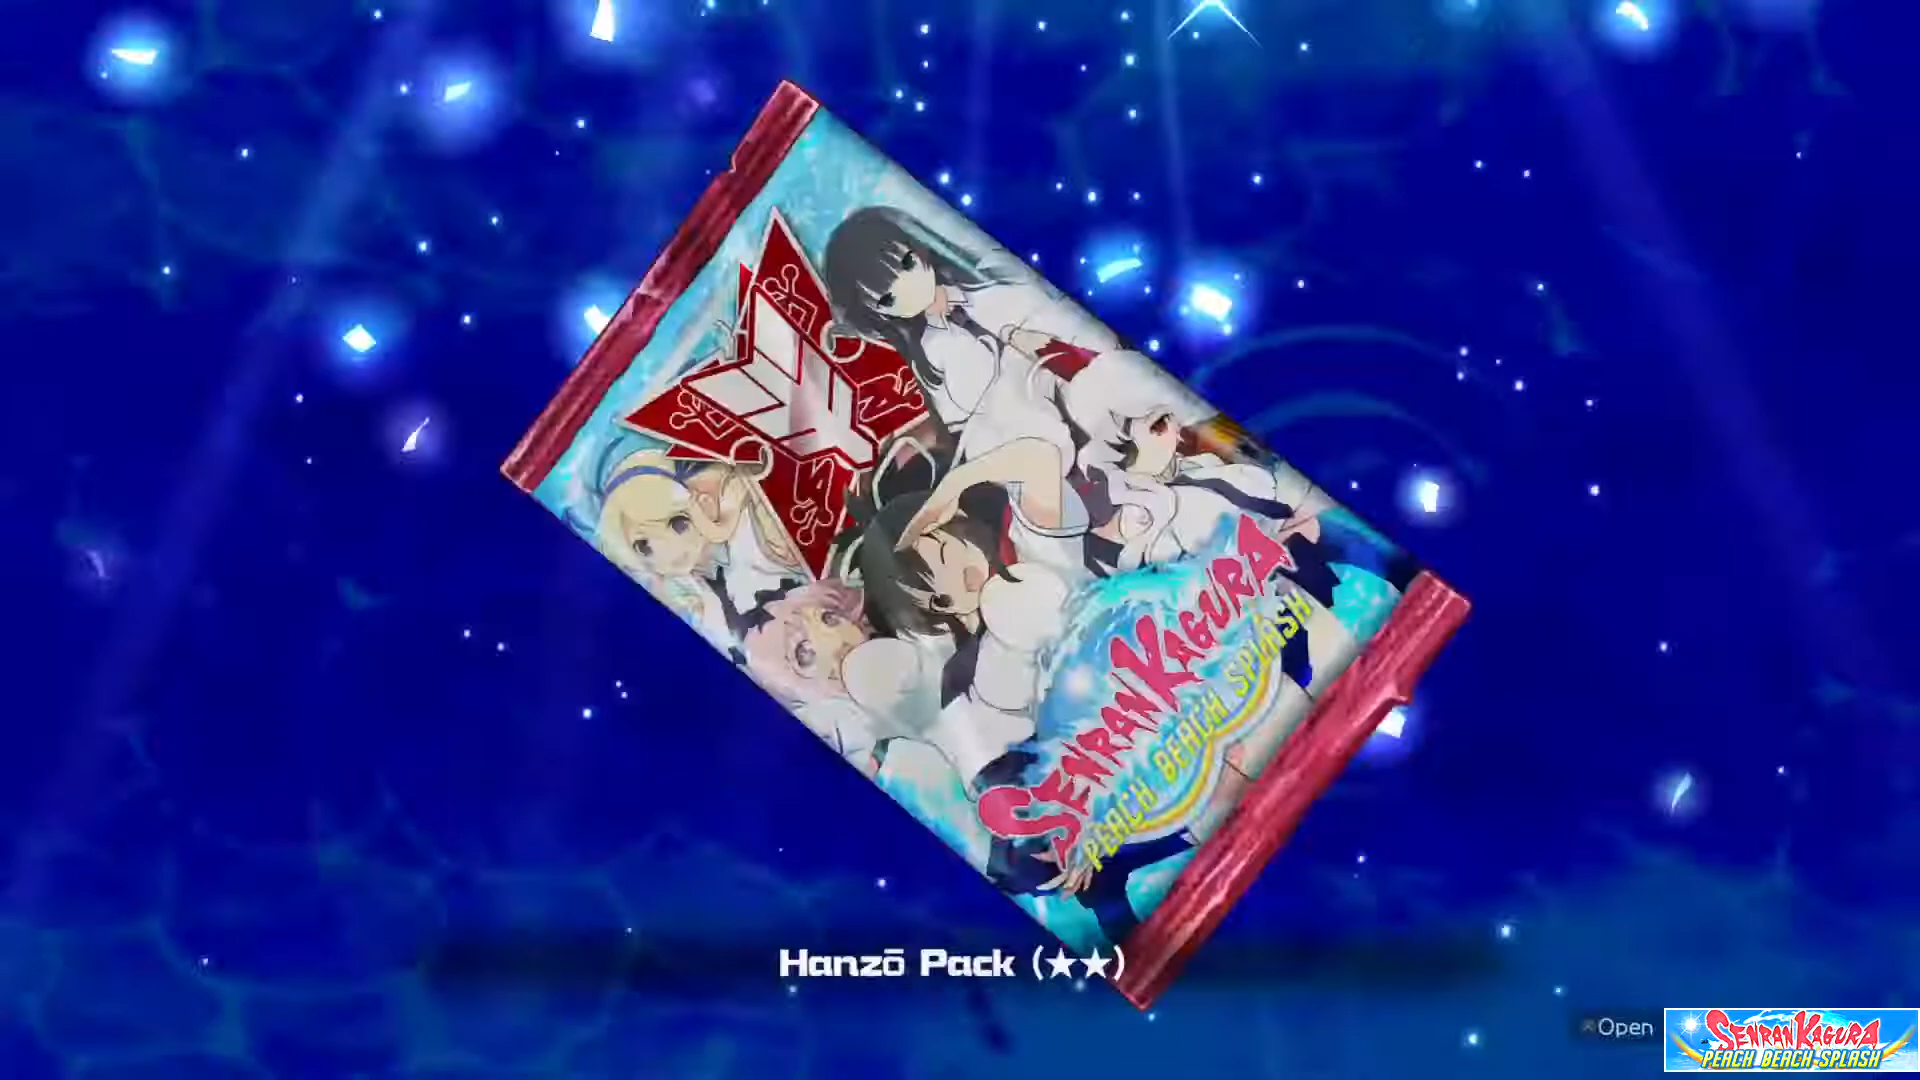 SENRAN KAGURA
PEACH BEACH SPLASH
Hanzō Pack (★★)
Open
SENRAN KAGURA
PEACH BEACH SPLASH